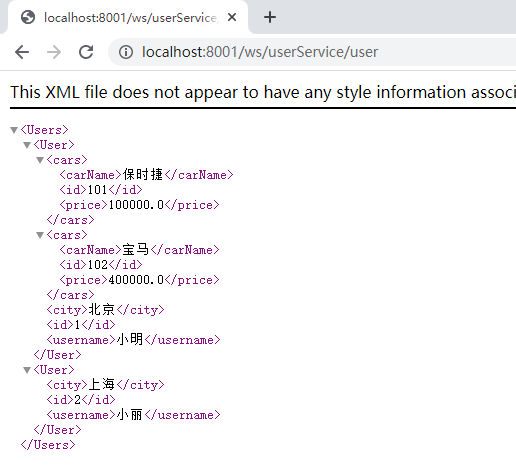 localhost:8001/ws/userService/
localhost:8001/ws/userService/user
This XML file does not appear to have any style information associ
<Users>
<User>
<cars>
<carName>保时捷</carName>
<id>101</id>
<price>100000.0</price>
</cars>
<cars>
<carName>宝马</carName>
<id>102</id>
<price>400000.0</price>
</cars>
<city>北京</city>
<id>1</id>
<username>小明</username>
</User>
<User>
<city>上海</city>
<id>2</id>
<username>小丽</username>
</User>
</Users>